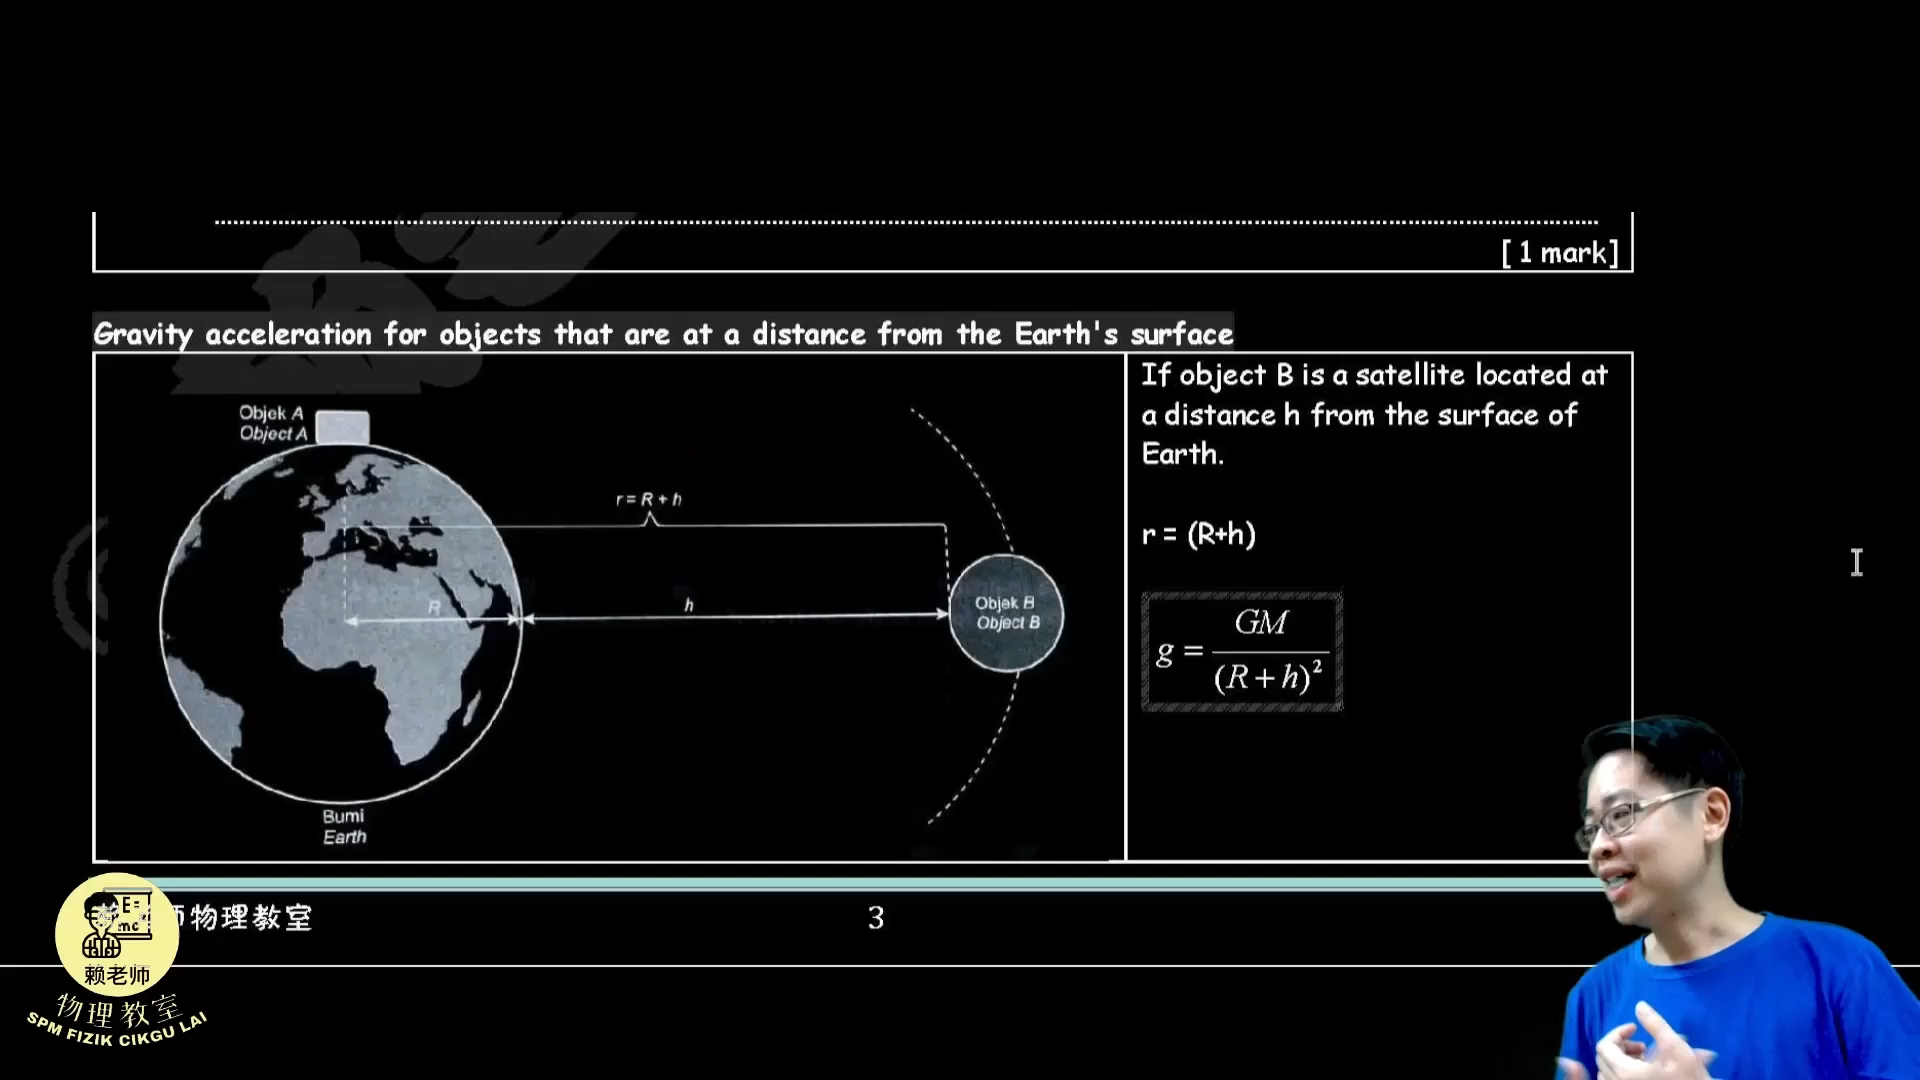 [ 1 mark]
Gravity acceleration for objects that are at a distance from the Earth's surface
Objek A
Object A
r = R + h
R
h
Objek B
Object B
Bumi
Earth
If object B is a satellite located at
a distance h from the surface of
Earth.
r = (R+h)
g = GM / (R + h)²
师物理教室
3
E=
mc
赖老师
物理教室
SPM FIZIK CIKGU LAI